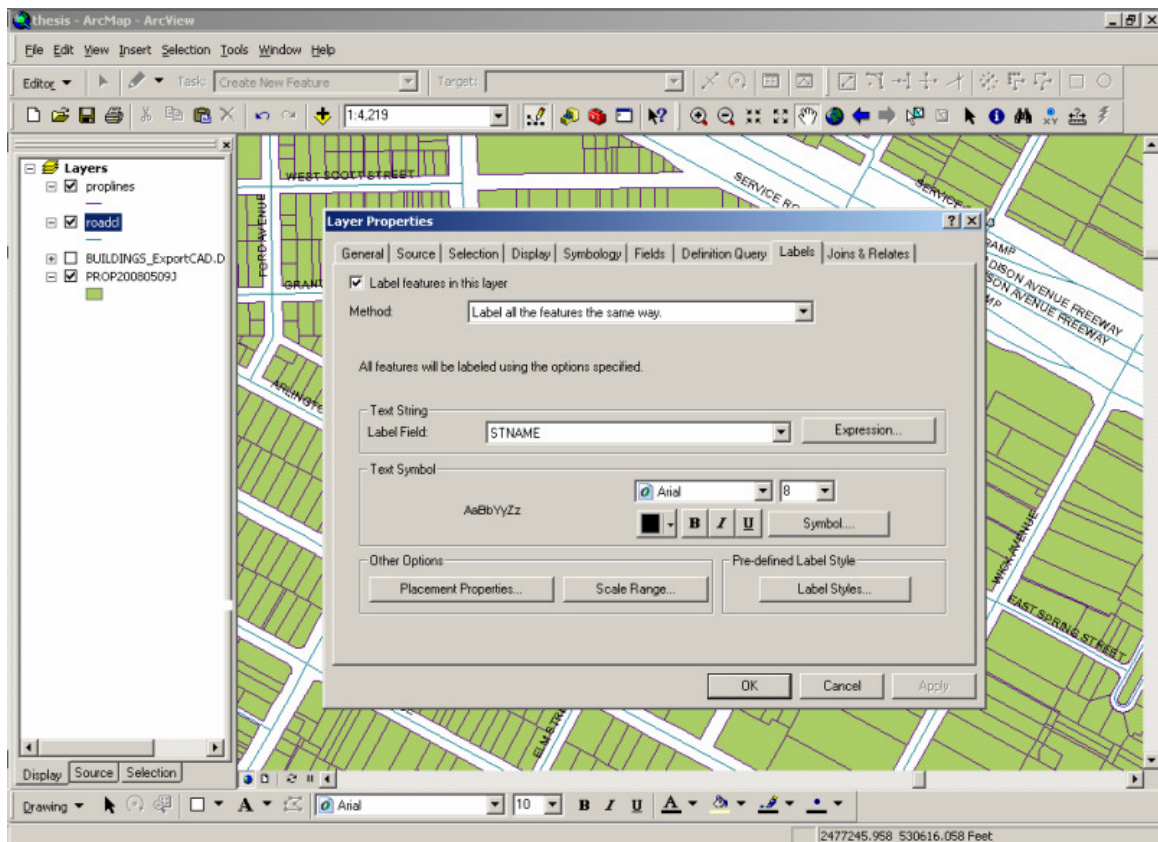 thesis - ArcMap - ArcView
File Edit View Insert Selection Tools Window Help
Editor Task: Create New Feature Target:
1:4,219
Layers
proplines
roadcl
BUILDINGS_ExportCAD.D
PROP20080509J
Display Source Selection
WEST SCOTT STREET
FORD AVENUE
GRANT
ARLINGTO
SERVICE RO
SERVICE
RAMP
DISON AVENUE FREEWAY
SON AVENUE FREEWAY
MP
WICK AVENUE
EAST SPRING STREET
Layer Properties
General Source Selection Display Symbology Fields Definition Query Labels Joins & Relates
Label features in this layer
Method: Label all the features the same way.
All features will be labeled using the options specified.
Text String
Label Field: STNAME Expression...
Text Symbol
AaBbYyZz
Arial 8
B I U Symbol...
Other Options
Placement Properties... Scale Range...
Pre-defined Label Style
Label Styles...
OK Cancel Apply
Drawing A Arial 10 B I U A
2477245.958 530616.058 Feet